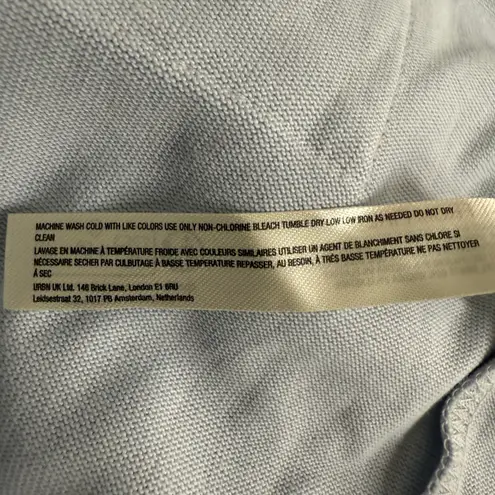 MACHINE WASH COLD WITH LIKE COLORS USE ONLY NON-CHLORINE BLEACH TUMBLE DRY LOW LOW IRON AS NEEDED DO NOT DRY
CLEAN
LAVAGE EN MACHINE À TEMPÉRATURE FROIDE AVEC COULEURS SIMILAIRES UTILISER UN AGENT DE BLANCHIMENT SANS CHLORE SI
NÉCESSAIRE SECHER PAR CULBUTAGE À BASSE TEMPERATURE REPASSER, AU BESOIN, À TRÉS BASSE TEMPÉRATURE NE PAS NETTOYER
À SEC
URBN UK Ltd. 146 Brick Lane, London E1 6RU
Leidsestraat 32, 1017 PB Amsterdam, Netherlands